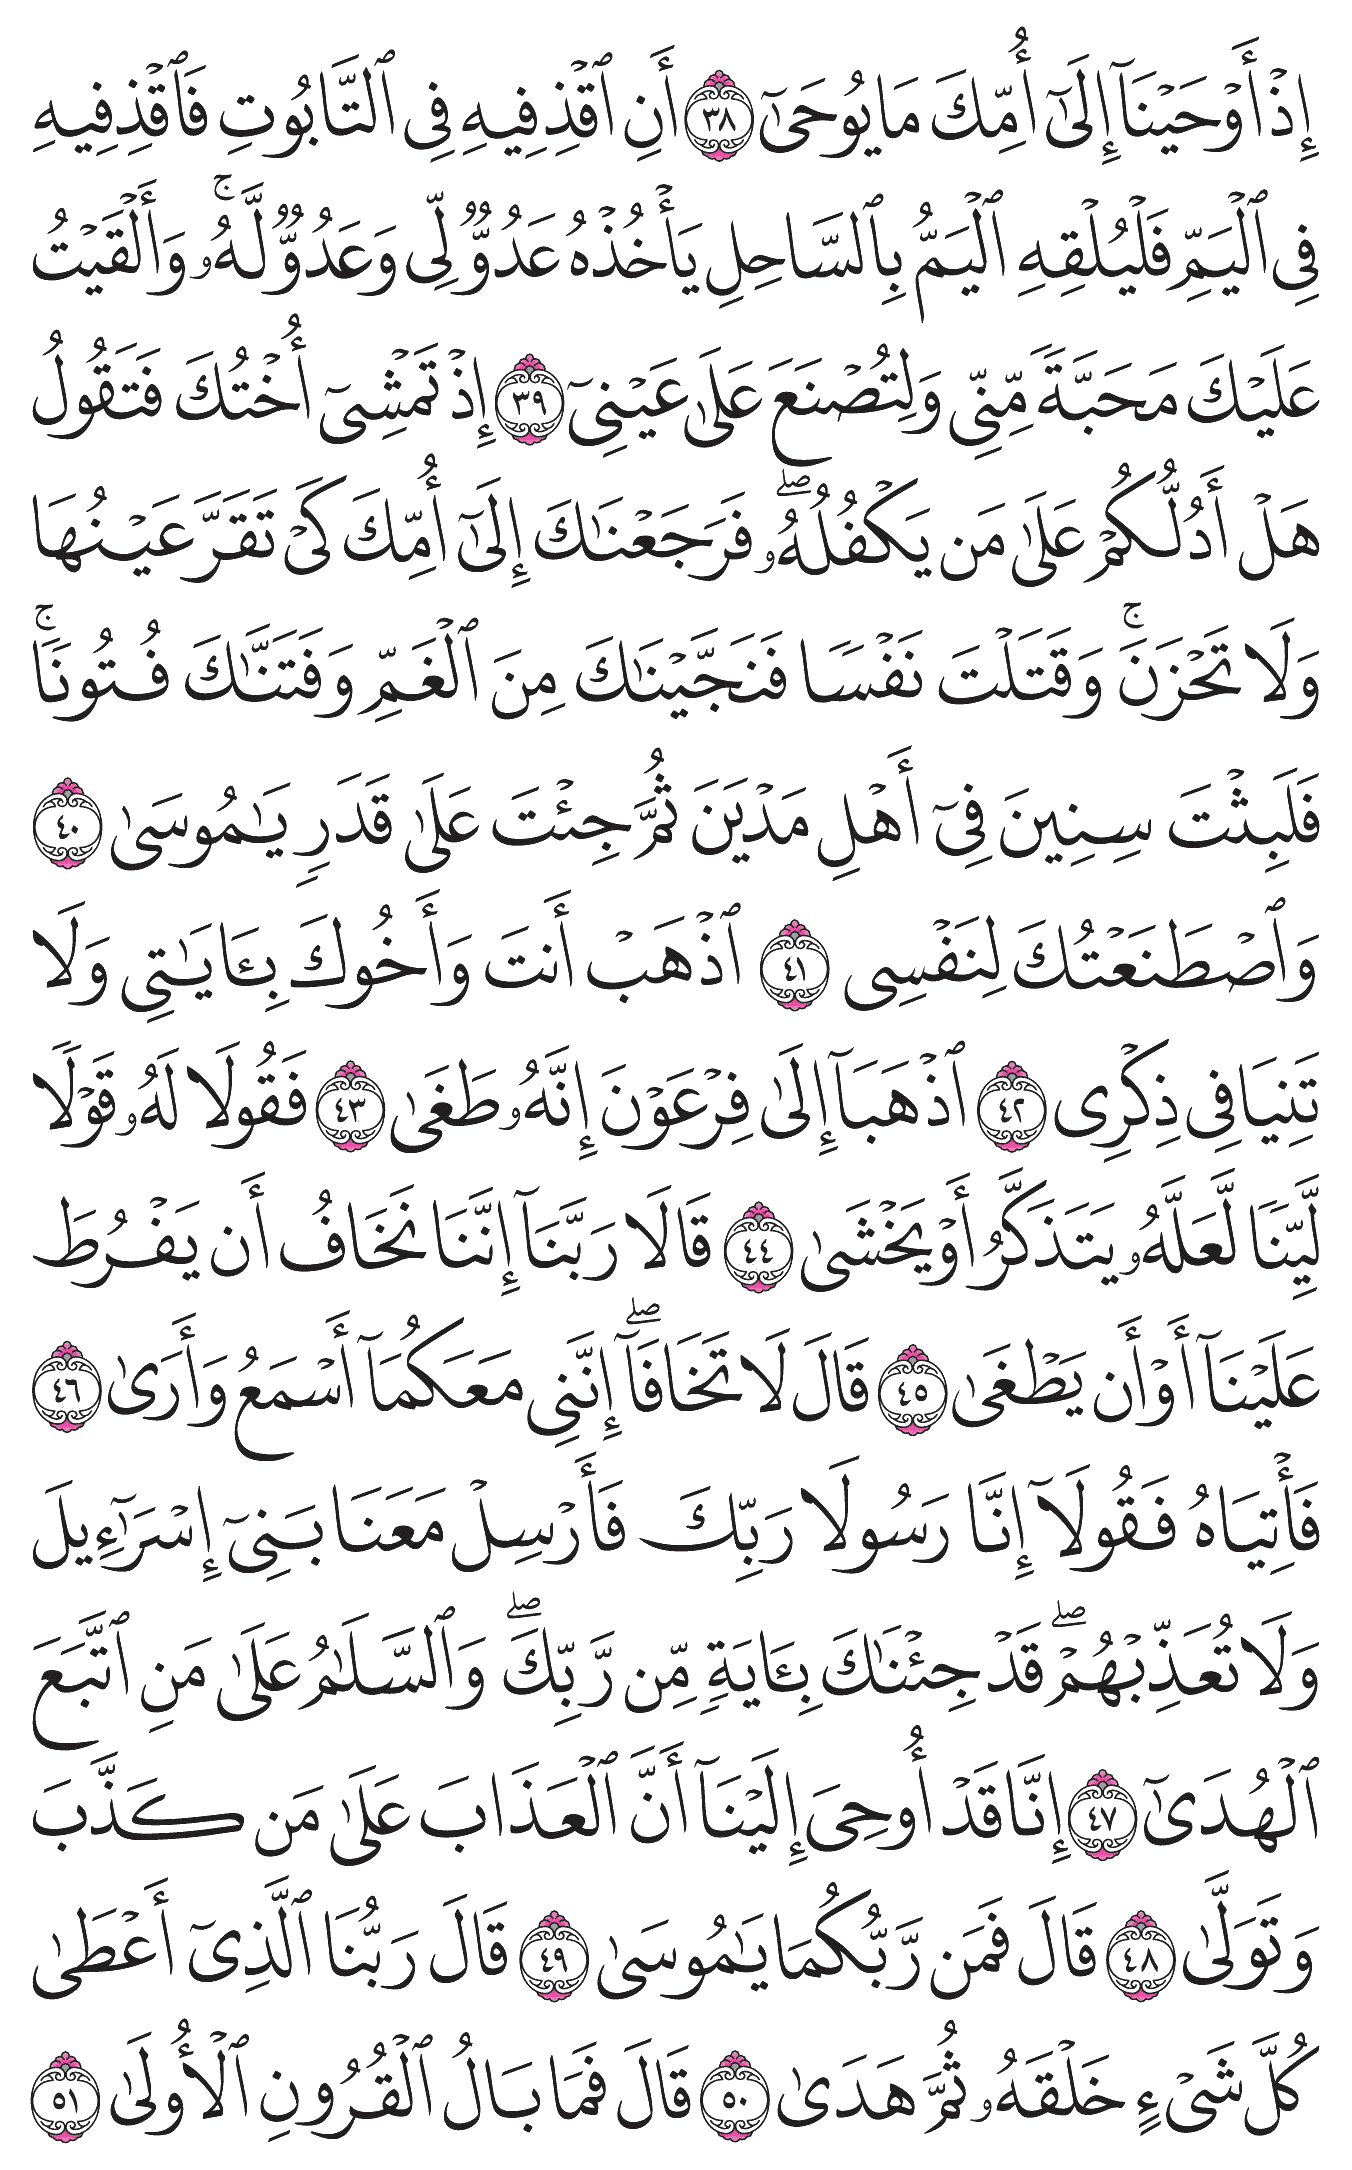 إِذۡ أَوۡحَيۡنَآ إِلَىٰٓ أُمِّكَ مَا يُوحَىٰٓ ٣٨ أَنِ ٱقۡذِفِيهِ فِي ٱلتَّابُوتِ فَٱقۡذِفِيهِ
فِي ٱلۡيَمِّ فَلۡيُلۡقِهِ ٱلۡيَمُّ بِٱلسَّاحِلِ يَأۡخُذۡهُ عَدُوّٞ لِّي وَعَدُوّٞ لَّهُۥۚ وَأَلۡقَيۡتُ
عَلَيۡكَ مَحَبَّةٗ مِّنِّي وَلِتُصۡنَعَ عَلَىٰ عَيۡنِيٓ ٣٩ إِذۡ تَمۡشِيٓ أُخۡتُكَ فَتَقُولُ
هَلۡ أَدُلُّكُمۡ عَلَىٰ مَن يَكۡفُلُهُۥۖ فَرَجَعۡنَٰكَ إِلَىٰٓ أُمِّكَ كَيۡ تَقَرَّ عَيۡنُهَا
وَلَا تَحۡزَنَۚ وَقَتَلۡتَ نَفۡسٗا فَنَجَّيۡنَٰكَ مِنَ ٱلۡغَمِّ وَفَتَنَّٰكَ فُتُونٗاۚ
فَلَبِثۡتَ سِنِينَ فِيٓ أَهۡلِ مَدۡيَنَ ثُمَّ جِئۡتَ عَلَىٰ قَدَرٖ يَٰمُوسَىٰ ٤٠
وَٱصۡطَنَعۡتُكَ لِنَفۡسِي ٤١ ٱذۡهَبۡ أَنتَ وَأَخُوكَ بِـَٔايَٰتِي وَلَا
تَنِيَا فِي ذِكۡرِي ٤٢ ٱذۡهَبَآ إِلَىٰ فِرۡعَوۡنَ إِنَّهُۥ طَغَىٰ ٤٣ فَقُولَا لَهُۥ قَوۡلٗا
لَّيِّنٗا لَّعَلَّهُۥ يَتَذَكَّرُ أَوۡ يَخۡشَىٰ ٤٤ قَالَا رَبَّنَآ إِنَّنَا نَخَافُ أَن يَفۡرُطَ
عَلَيۡنَآ أَوۡ أَن يَطۡغَىٰ ٤٥ قَالَ لَا تَخَافَآۖ إِنَّنِي مَعَكُمَآ أَسۡمَعُ وَأَرَىٰ ٤٦
فَأۡتِيَاهُ فَقُولَآ إِنَّا رَسُولَا رَبِّكَ فَأَرۡسِلۡ مَعَنَا بَنِيٓ إِسۡرَٰٓءِيلَ
وَلَا تُعَذِّبۡهُمۡۖ قَدۡ جِئۡنَٰكَ بِـَٔايَةٖ مِّن رَّبِّكَۖ وَٱلسَّلَٰمُ عَلَىٰ مَنِ ٱتَّبَعَ
ٱلۡهُدَىٰٓ ٤٧ إِنَّا قَدۡ أُوحِيَ إِلَيۡنَآ أَنَّ ٱلۡعَذَابَ عَلَىٰ مَن كَذَّبَ
وَتَوَلَّىٰ ٤٨ قَالَ فَمَن رَّبُّكُمَا يَٰمُوسَىٰ ٤٩ قَالَ رَبُّنَا ٱلَّذِيٓ أَعۡطَىٰ
كُلَّ شَيۡءٍ خَلۡقَهُۥ ثُمَّ هَدَىٰ ٥٠ قَالَ فَمَا بَالُ ٱلۡقُرُونِ ٱلۡأُولَىٰ ٥١